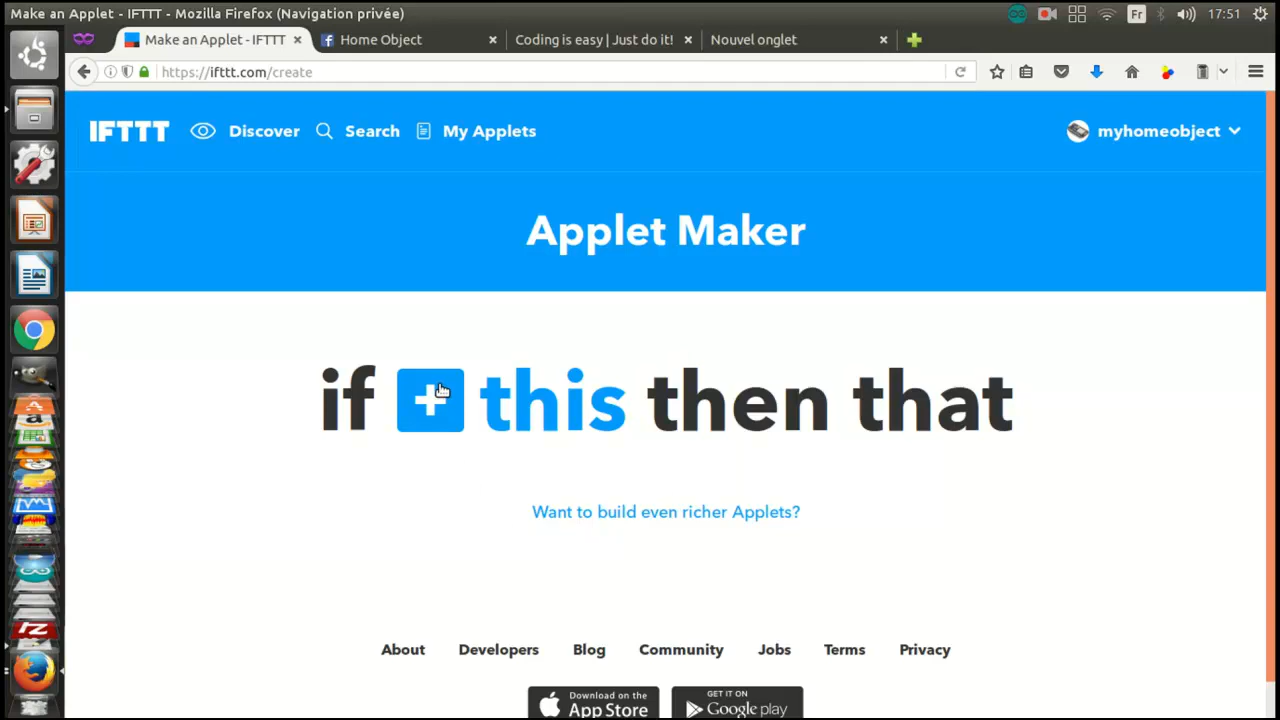 Make an Applet - IFTTT - Mozilla Firefox (Navigation privée)
Fr
17:51
Make an Applet - IFTTT
Home Object
Coding is easy | Just do it!
Nouvel onglet
https://ifttt.com/create
IFTTT
Discover
Search
My Applets
myhomeobject
Applet Maker
if + this then that
Want to build even richer Applets?
About
Developers
Blog
Community
Jobs
Terms
Privacy
Download on the
App Store
GET IT ON
Google play